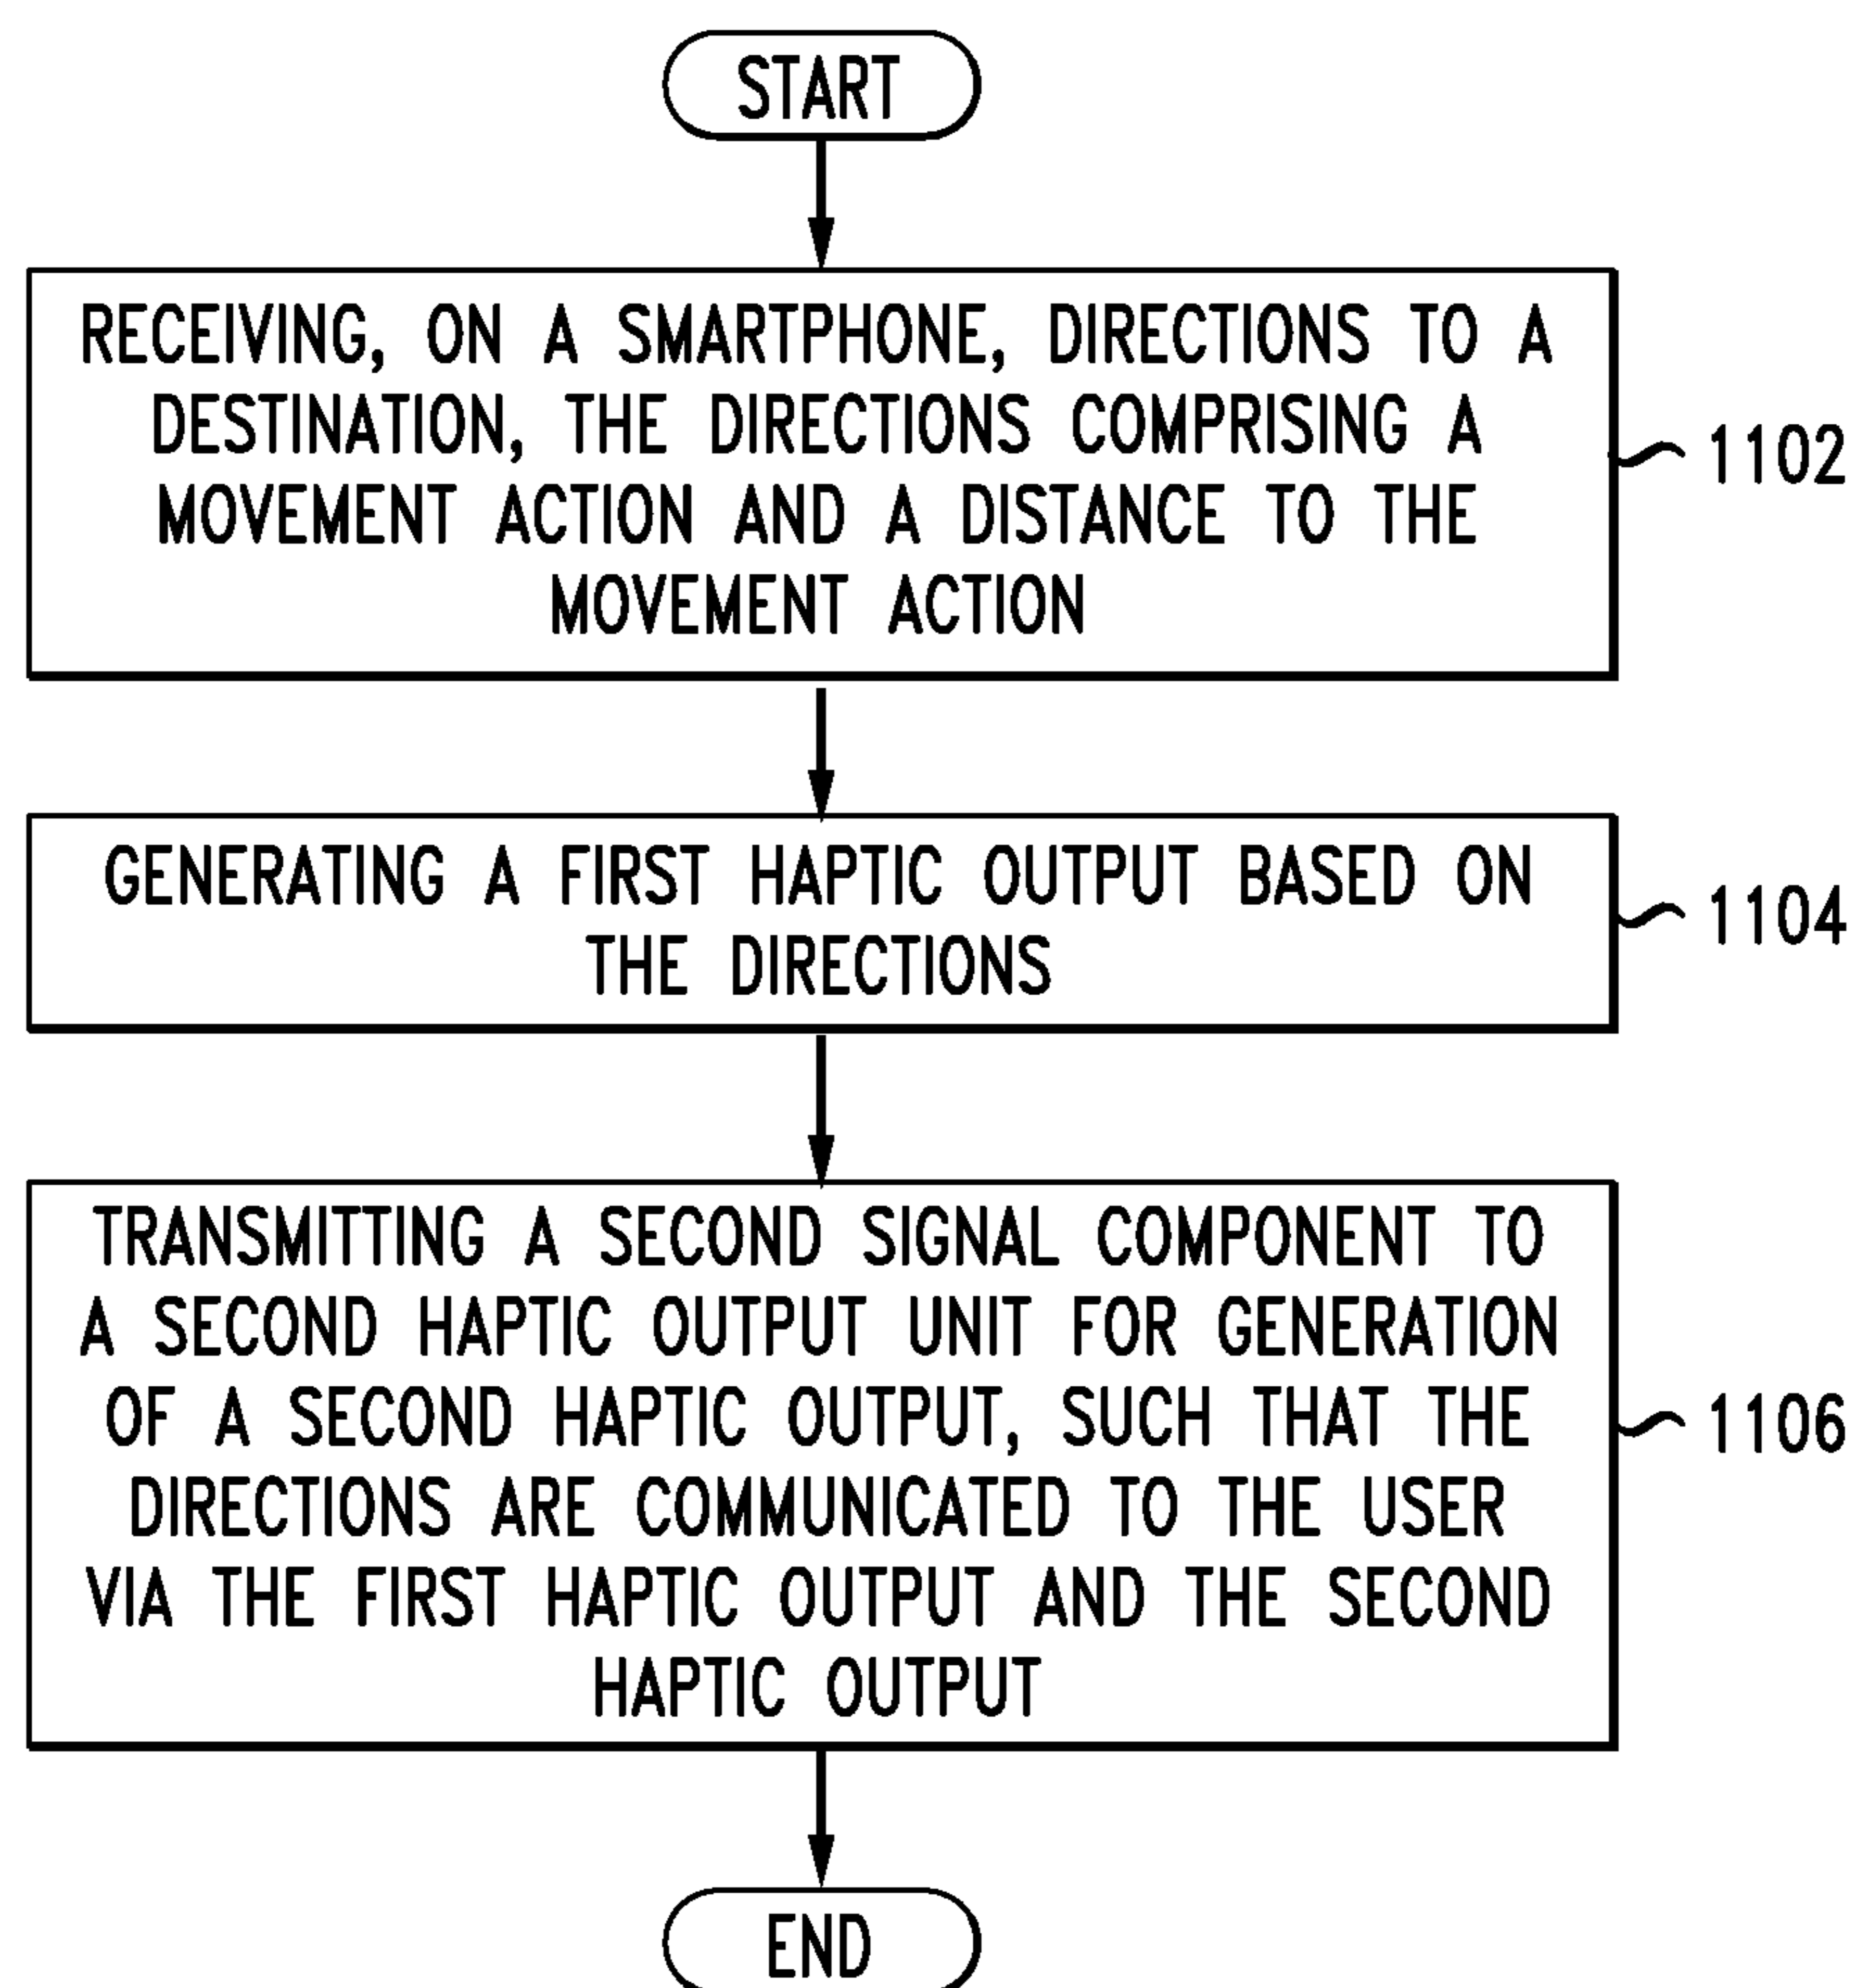 START
RECEIVING, ON A SMARTPHONE, DIRECTIONS TO A
DESTINATION, THE DIRECTIONS COMPRISING A
MOVEMENT ACTION AND A DISTANCE TO THE
MOVEMENT ACTION
1102
GENERATING A FIRST HAPTIC OUTPUT BASED ON
THE DIRECTIONS
1104
TRANSMITTING A SECOND SIGNAL COMPONENT TO
A SECOND HAPTIC OUTPUT UNIT FOR GENERATION
OF A SECOND HAPTIC OUTPUT, SUCH THAT THE
DIRECTIONS ARE COMMUNICATED TO THE USER
VIA THE FIRST HAPTIC OUTPUT AND THE SECOND
HAPTIC OUTPUT
1106
END